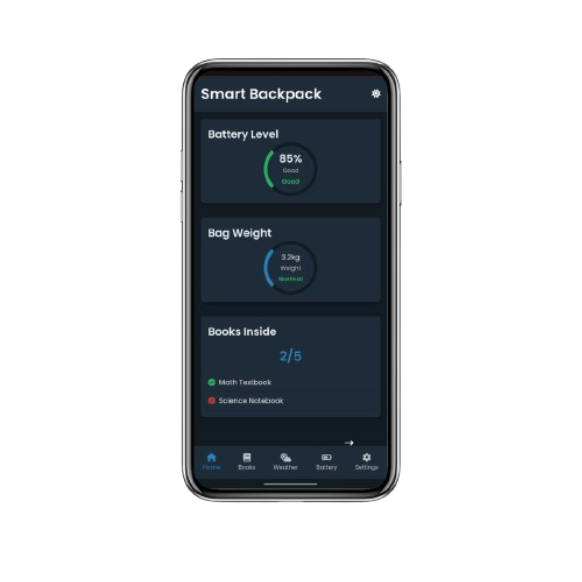 Smart Backpack
Battery Level
85%
Good
Good
Bag Weight
3.2kg
Weight
Normal
Books Inside
2/5
Math Textbook
Science Notebook
Home Books Weather Battery Settings